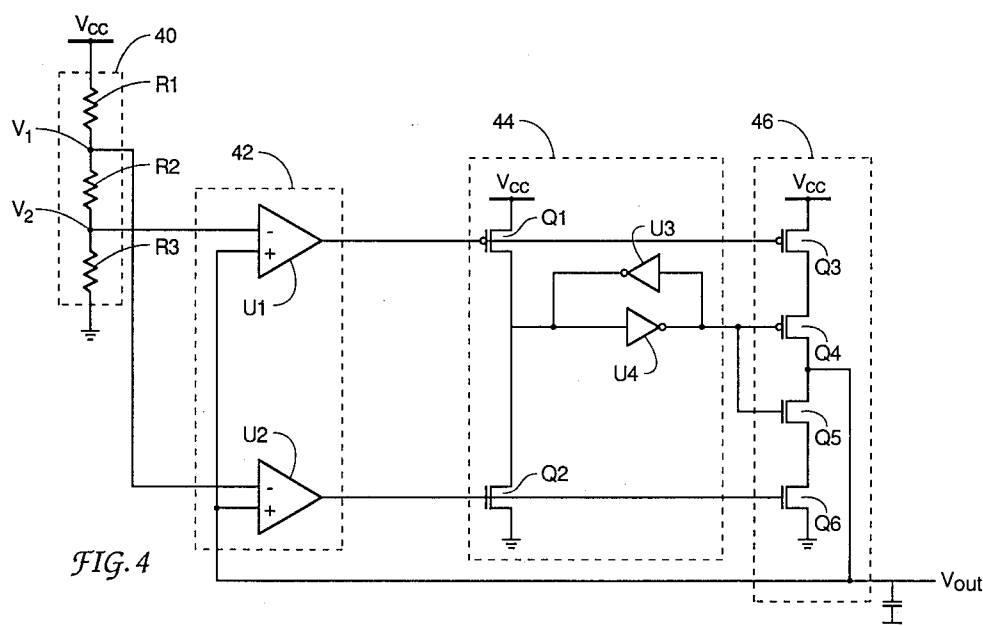 VCC
40
R1
V1
R2
V2
R3
42
-
+
U1
U2
-
+
44
VCC
Q1
U3
U4
Q2
46
VCC
Q3
Q4
Q5
Q6
Vout
FIG. 4